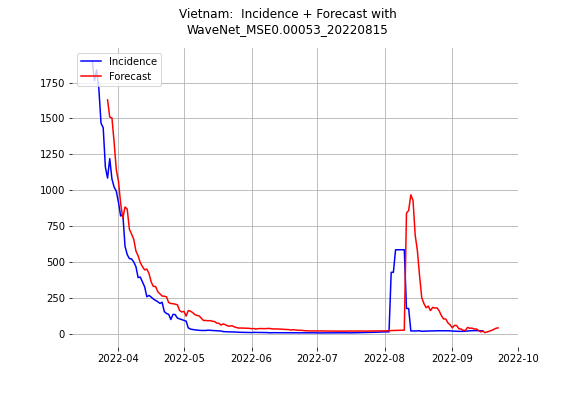 Vietnam:  Incidence + Forecast with
WaveNet_MSE0.00053_20220815
Incidence
Forecast
1750
1500
1250
1000
750
500
250
0
2022-04 2022-05 2022-06 2022-07 2022-08 2022-09 2022-10